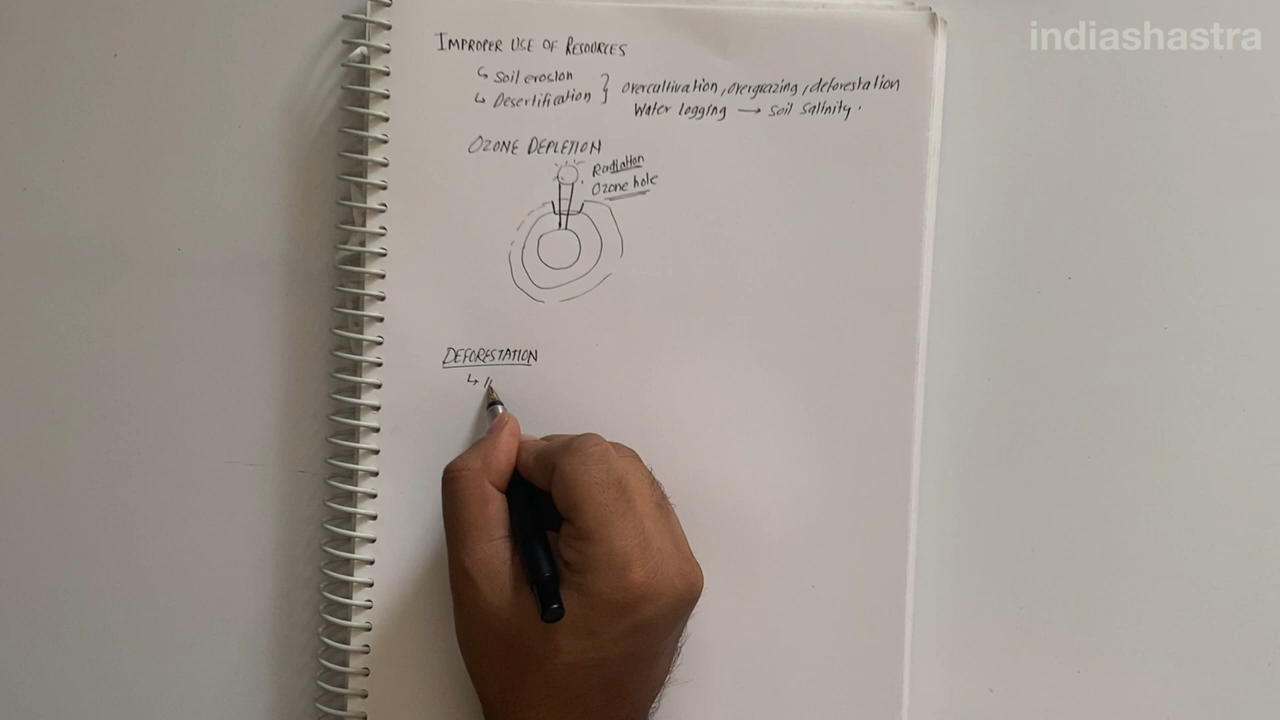 indiashastra
IMPROPER USE OF RESOURCES
↳ Soil erosion
↳ Desertification } overcultivation, overgrazing, deforestation
Water logging → Soil Salinity.
OZONE DEPLETION
Radiation
Ozone hole
DEFORESTATION
↳